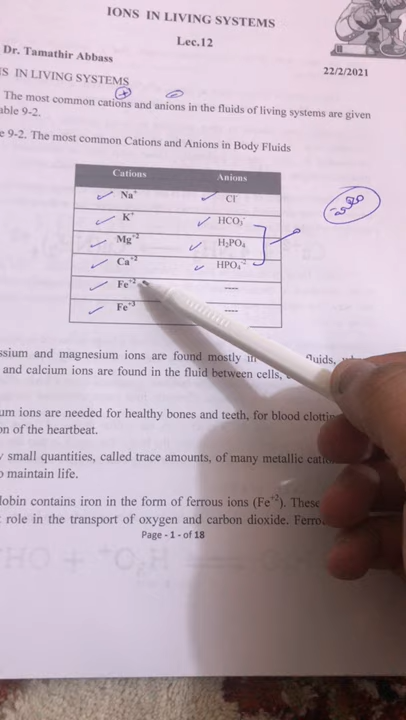 IONS IN LIVING SYSTEMS
Lec.12
Dr. Tamathir Abbass
22/2/2021
S IN LIVING SYSTEMS
The most common cations and anions in the fluids of living systems are given
able 9-2.
e 9-2. The most common Cations and Anions in Body Fluids
Cations Anions
Na⁺ Cl⁻
K⁺ HCO₃⁻
Mg⁺² H₂PO₄
Ca⁺² HPO₄⁻²
Fe⁺² ----
Fe⁺³ ----
ssium and magnesium ions are found mostly in fluids,
and calcium ions are found in the fluid between cells,
um ions are needed for healthy bones and teeth, for blood clottin
on of the heartbeat.
y small quantities, called trace amounts, of many metallic cati
o maintain life.
lobin contains iron in the form of ferrous ions (Fe⁺²). These
role in the transport of oxygen and carbon dioxide. Ferro
Page - 1 - of 18